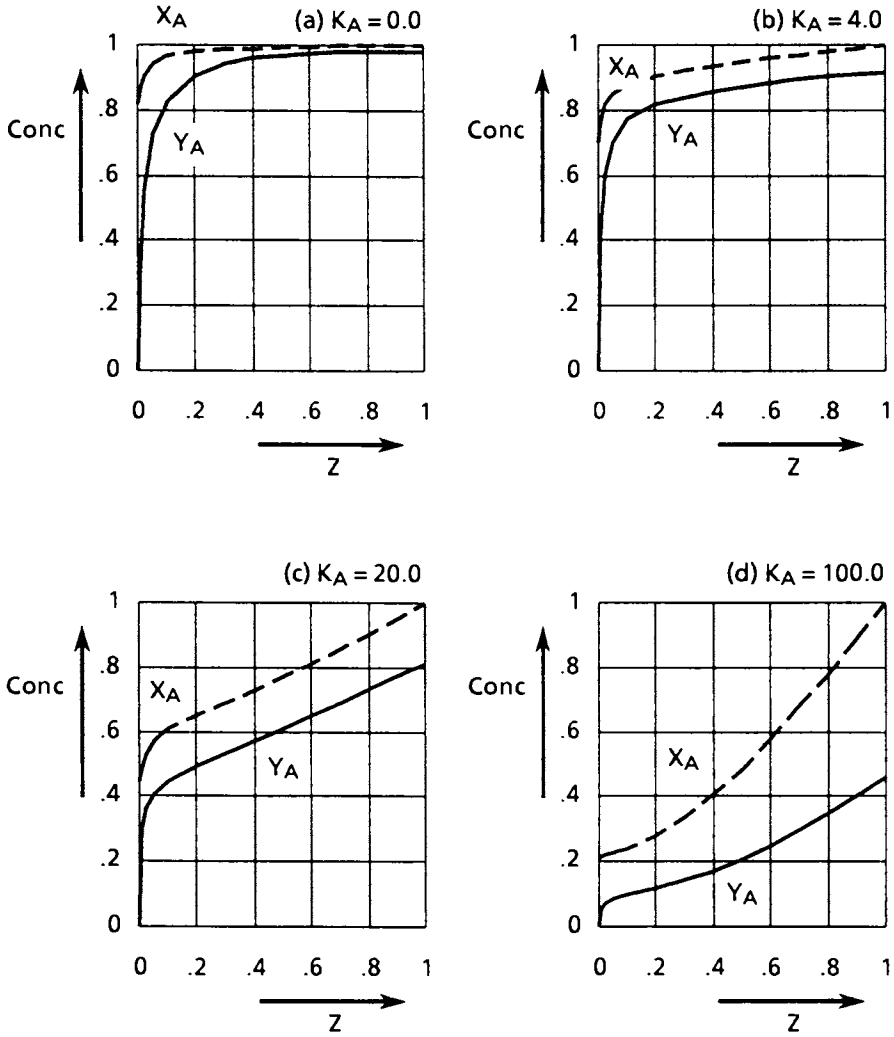 X_A
(a) K_A = 0.0
1
.8
.6
.4
.2
0
Conc
Y_A
0 .2 .4 .6 .8 1
Z
(b) K_A = 4.0
1
.8
.6
.4
.2
0
Conc
X_A
Y_A
0 .2 .4 .6 .8 1
Z
(c) K_A = 20.0
1
.8
.6
.4
.2
0
Conc
X_A
Y_A
0 .2 .4 .6 .8 1
Z
(d) K_A = 100.0
1
.8
.6
.4
.2
0
Conc
X_A
Y_A
0 .2 .4 .6 .8 1
Z